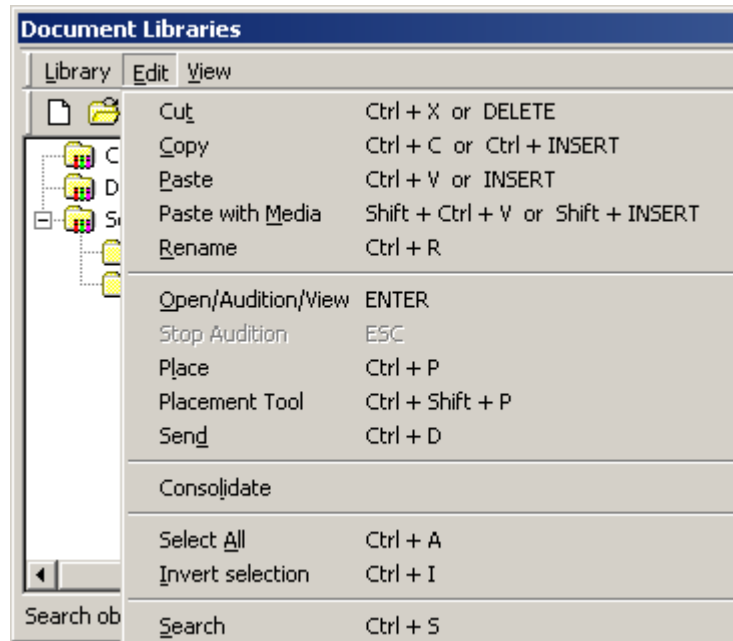 Document Libraries
Library Edit View
Cut Ctrl + X or DELETE
Copy Ctrl + C or Ctrl + INSERT
Paste Ctrl + V or INSERT
Paste with Media Shift + Ctrl + V or Shift + INSERT
Rename Ctrl + R
Open/Audition/View ENTER
Stop Audition ESC
Place Ctrl + P
Placement Tool Ctrl + Shift + P
Send Ctrl + D
Consolidate
Select All Ctrl + A
Invert selection Ctrl + I
Search ob
Search Ctrl + S